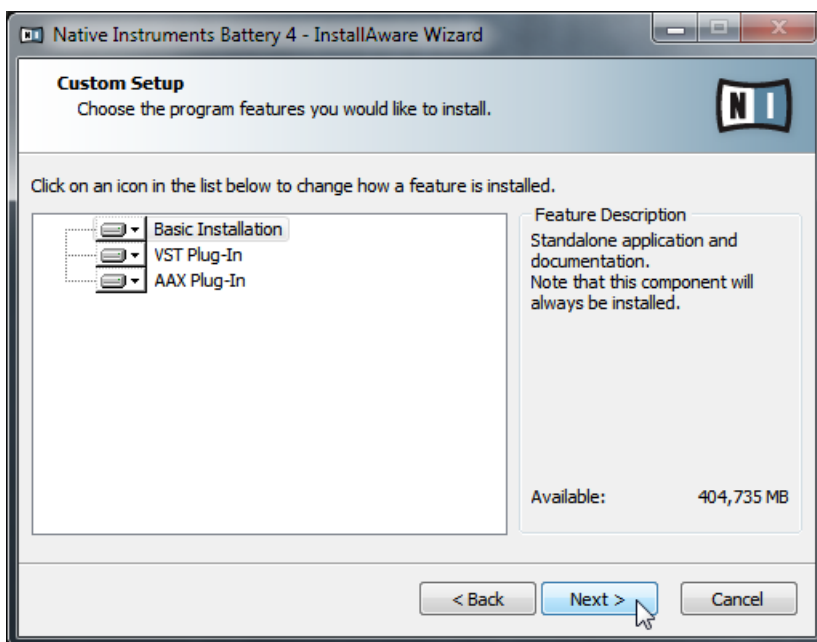 Native Instruments Battery 4 - InstallAware Wizard
Custom Setup
Choose the program features you would like to install.
N I
Click on an icon in the list below to change how a feature is installed.
Basic Installation
VST Plug-In
AAX Plug-In
Feature Description
Standalone application and
documentation.
Note that this component will
always be installed.
Available: 404,735 MB
< Back Next > Cancel